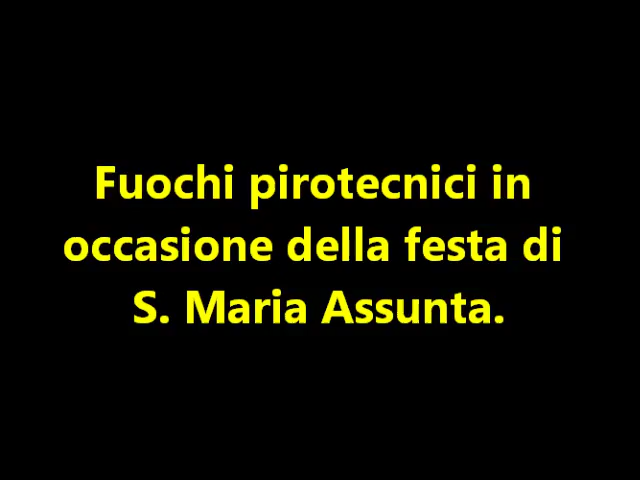 Fuochi pirotecnici in
occasione della festa di
S. Maria Assunta.